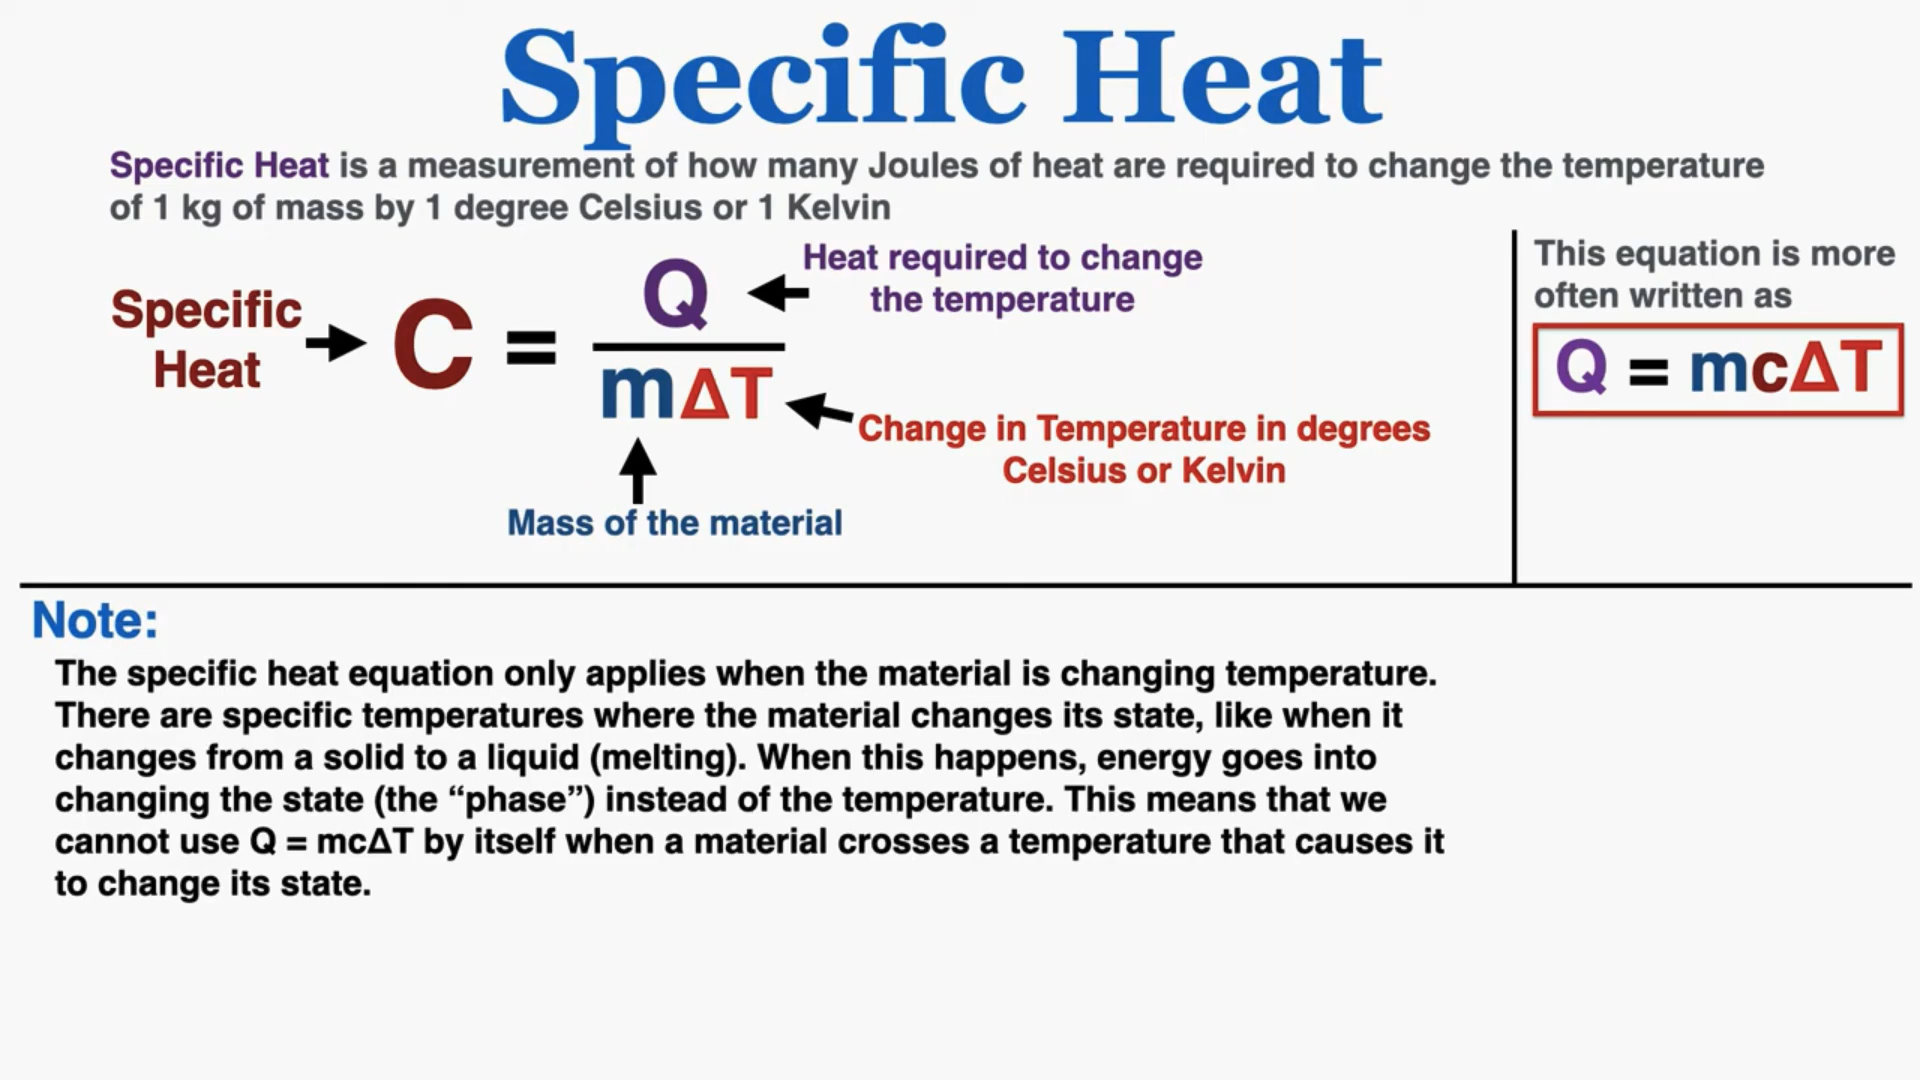 Specific Heat
Specific Heat is a measurement of how many Joules of heat are required to change the temperature
of 1 kg of mass by 1 degree Celsius or 1 Kelvin
Specific
Heat
C =
Q
mΔT
Heat required to change
the temperature
Change in Temperature in degrees
Celsius or Kelvin
Mass of the material
This equation is more
often written as
Q = mcΔT
Note:
The specific heat equation only applies when the material is changing temperature.
There are specific temperatures where the material changes its state, like when it
changes from a solid to a liquid (melting). When this happens, energy goes into
changing the state (the “phase”) instead of the temperature. This means that we
cannot use Q = mcΔT by itself when a material crosses a temperature that causes it
to change its state.